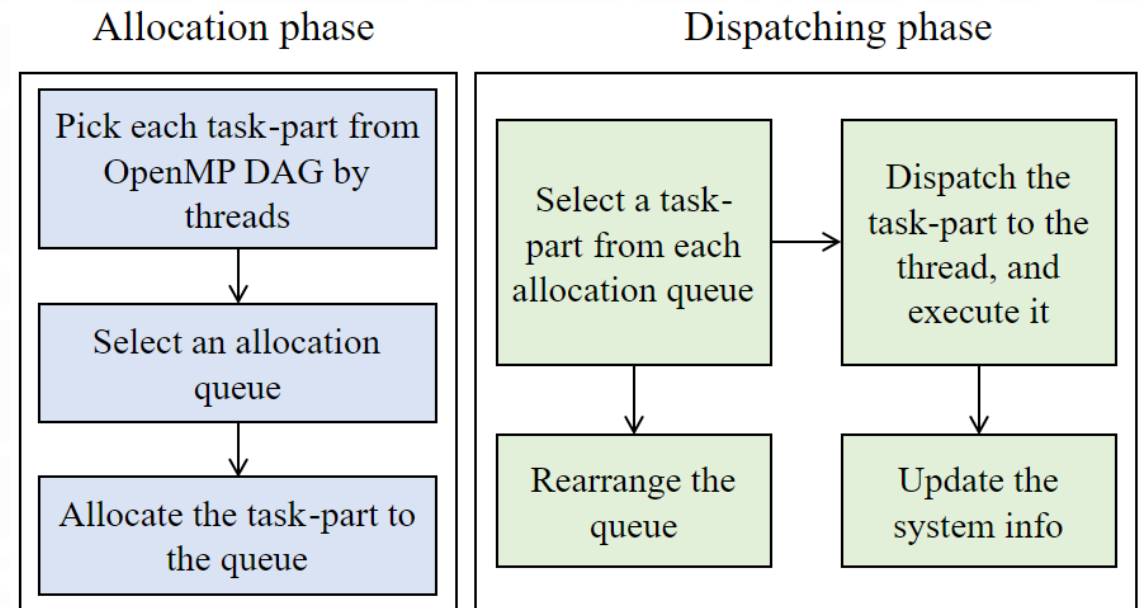 Allocation phase
Pick each task-part from
OpenMP DAG by
threads
Select an allocation
queue
Allocate the task-part to
the queue
Dispatching phase
Select a task-
part from each
allocation queue
Dispatch the
task-part to the
thread, and
execute it
Rearrange the
queue
Update the
system info